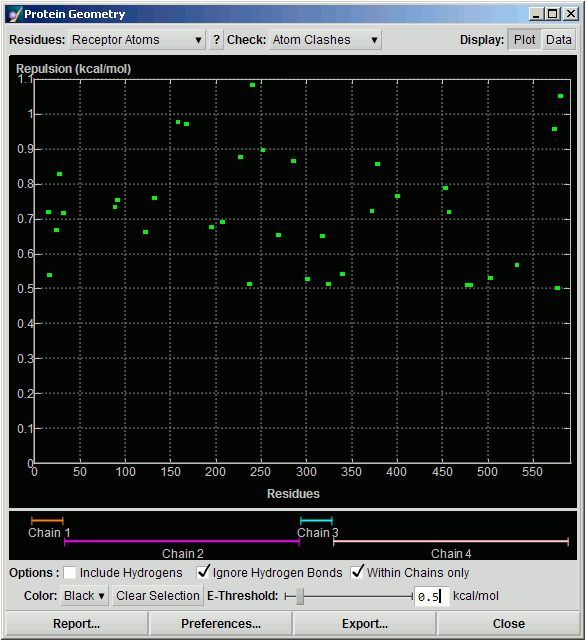 Protein Geometry
Residues: Receptor Atoms ? Check: Atom Clashes Display: Plot Data
Repulsion (kcal/mol)
1.1
1
0.9
0.8
0.7
0.6
0.5
0.4
0.3
0.2
0.1
0
0 50 100 150 200 250 300 350 400 450 500 550
Residues
Chain 1 Chain 3
Chain 2 Chain 4
Options : Include Hydrogens Ignore Hydrogen Bonds Within Chains only
Color: Black Clear Selection E-Threshold: 0.5 kcal/mol
Report... Preferences... Export... Close